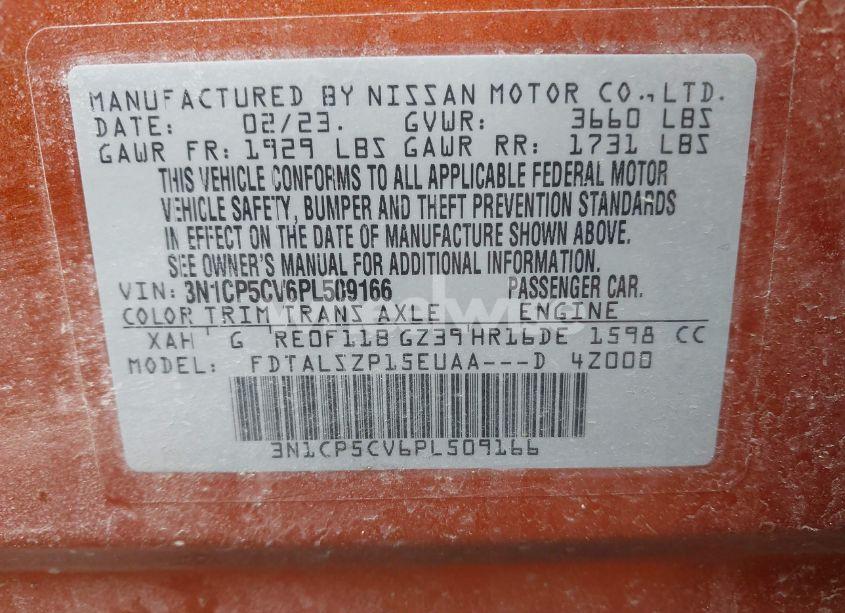 MANUFACTURED BY NISSAN MOTOR CO., LTD.
DATE: 02/23. GVWR: 3660 LBS
GAWR FR: 1929 LBS GAWR RR: 1731 LBS
THIS VEHICLE CONFORMS TO ALL APPLICABLE FEDERAL MOTOR
VEHICLE SAFETY, BUMPER AND THEFT PREVENTION STANDARDS
IN EFFECT ON THE DATE OF MANUFACTURE SHOWN ABOVE.
SEE OWNER'S MANUAL FOR ADDITIONAL INFORMATION.
VIN: 3N1CP5CV6PL509166 PASSENGER CAR.
COLOR TRIM TRANS AXLE ENGINE
XAH G RE0F11B GZ39 HR16DE 1598 CC
MODEL: FDTALSZP15EUAA---D 4Z000
3N1CP5CV6PL509166